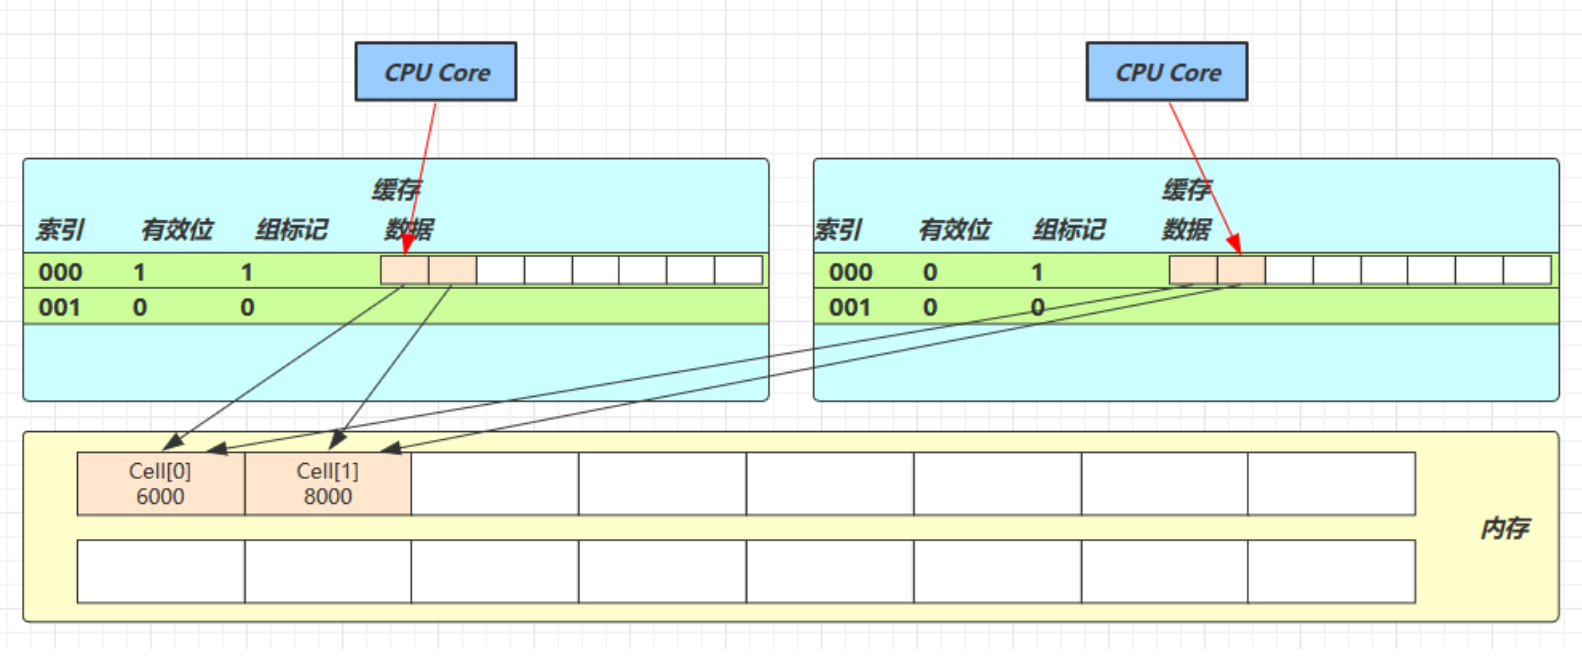 CPU Core
CPU Core
缓存
索引 有效位 组标记 数据
000 1 1
001 0 0
缓存
索引 有效位 组标记 数据
000 0 1
001 0 0
Cell[0]
6000
Cell[1]
8000
内存